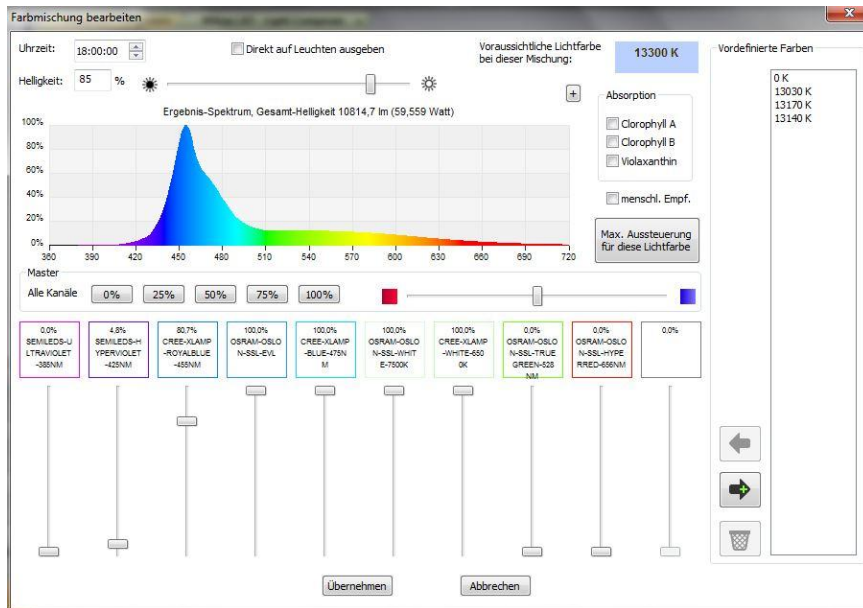 Farbmischung bearbeiten
Uhrzeit: 18:00:00
Direkt auf Leuchten ausgeben
Voraussichtliche Lichtfarbe
bei dieser Mischung:
13300 K
Helligkeit: 85 %
+
Ergebnis-Spektrum, Gesamt-Helligkeit 10814,7 lm (59,559 Watt)
100%
80%
60%
40%
20%
0%
360 390 420 450 480 510 540 570 600 630 660 690 720
Absorption
Clorophyll A
Clorophyll B
Violaxanthin
menschl. Empf.
Max. Aussteuerung
für diese Lichtfarbe
Vordefinierte Farben
0 K
13030 K
13170 K
13140 K
Master
Alle Kanäle 0% 25% 50% 75% 100%
0,0%
SEMILEDS-U
LTRAVIOLET
-385NM
4,8%
SEMILEDS-H
YPERVIOLET
-425NM
80,7%
CREE-XLAMP
-ROYALBLUE
-455NM
100,0%
OSRAM-OSLO
N-SSL-EVL
100,0%
CREE-XLAMP
-BLUE-475N
M
100,0%
OSRAM-OSLO
N-SSL-WHIT
E-7500K
100,0%
CREE-XLAMP
-WHITE-650
0K
0,0%
OSRAM-OSLO
N-SSL-TRUE
GREEN-528
NM
0,0%
OSRAM-OSLO
N-SSL-HYPE
RRED-656NM
0,0%
Übernehmen
Abbrechen